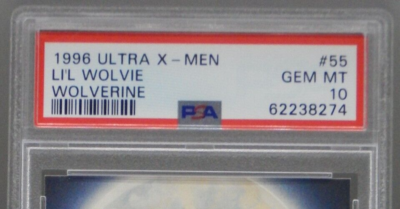 1996 ULTRA X-MEN #55
LI'L WOLVIE GEM MT
WOLVERINE 10
PSA 62238274